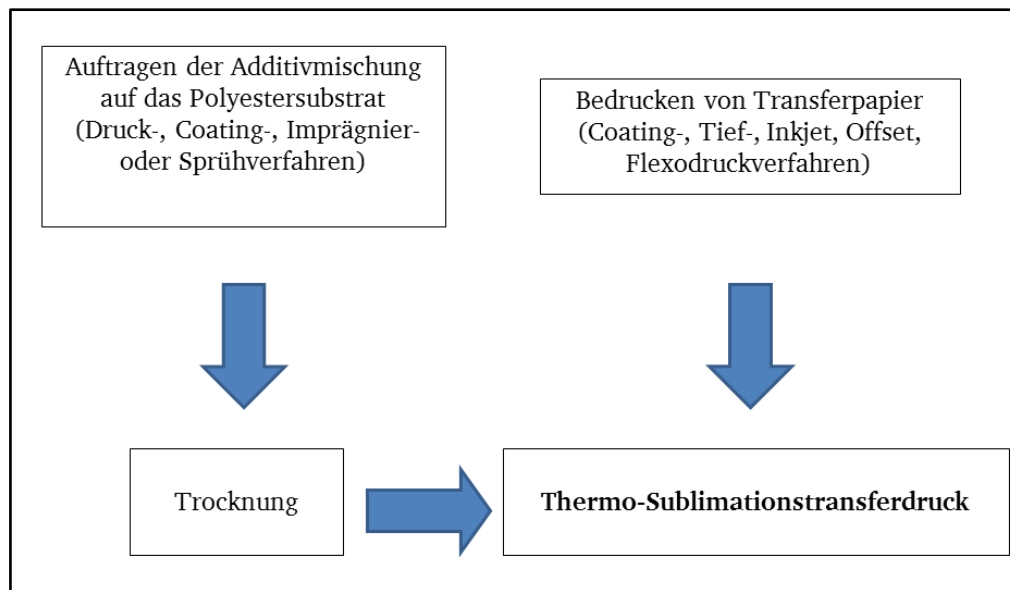 Auftragen der Additivmischung
auf das Polyestersubstrat
(Druck-, Coating-, Imprägnier-
oder Sprühverfahren)
Bedrucken von Transferpapier
(Coating-, Tief-, Inkjet, Offset,
Flexodruckverfahren)
Trocknung
Thermo-Sublimationstransferdruck